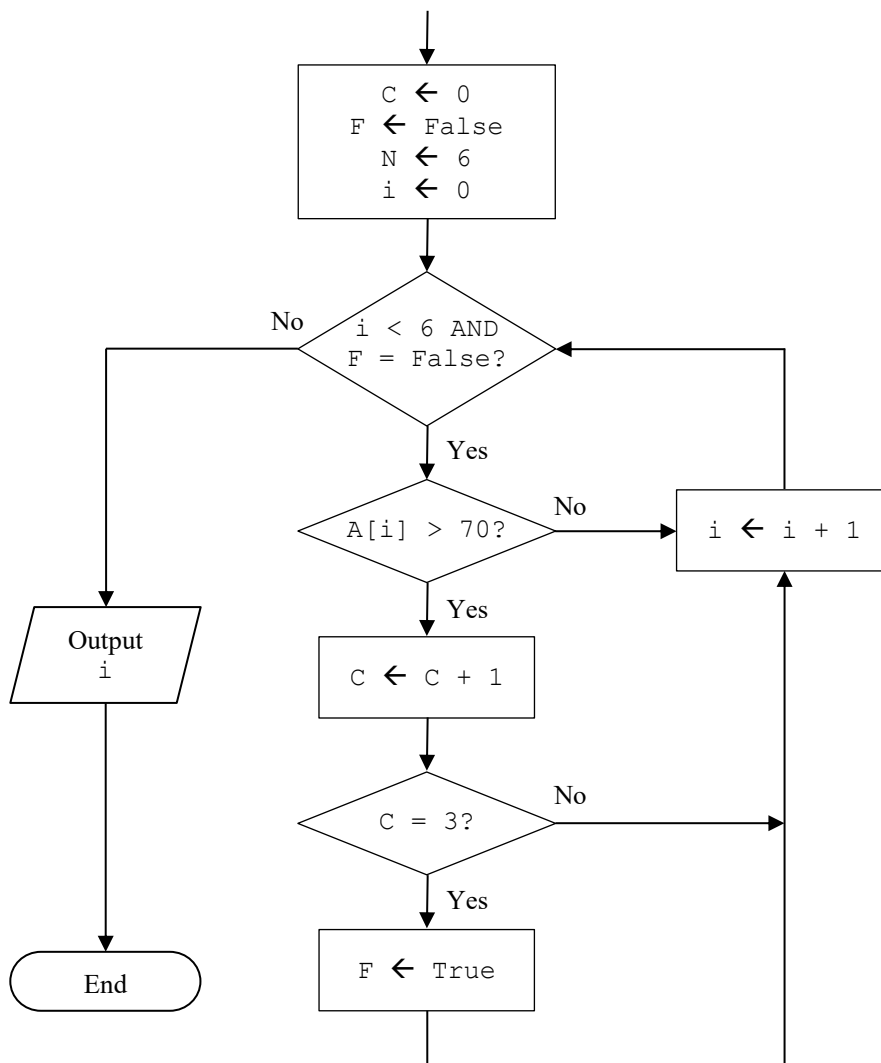 C ← 0
F ← False
N ← 6
i ← 0
i < 6 AND
F = False?
No
Yes
A[i] > 70?
No
i ← i + 1
Yes
Output
i
C ← C + 1
C = 3?
No
Yes
F ← True
End